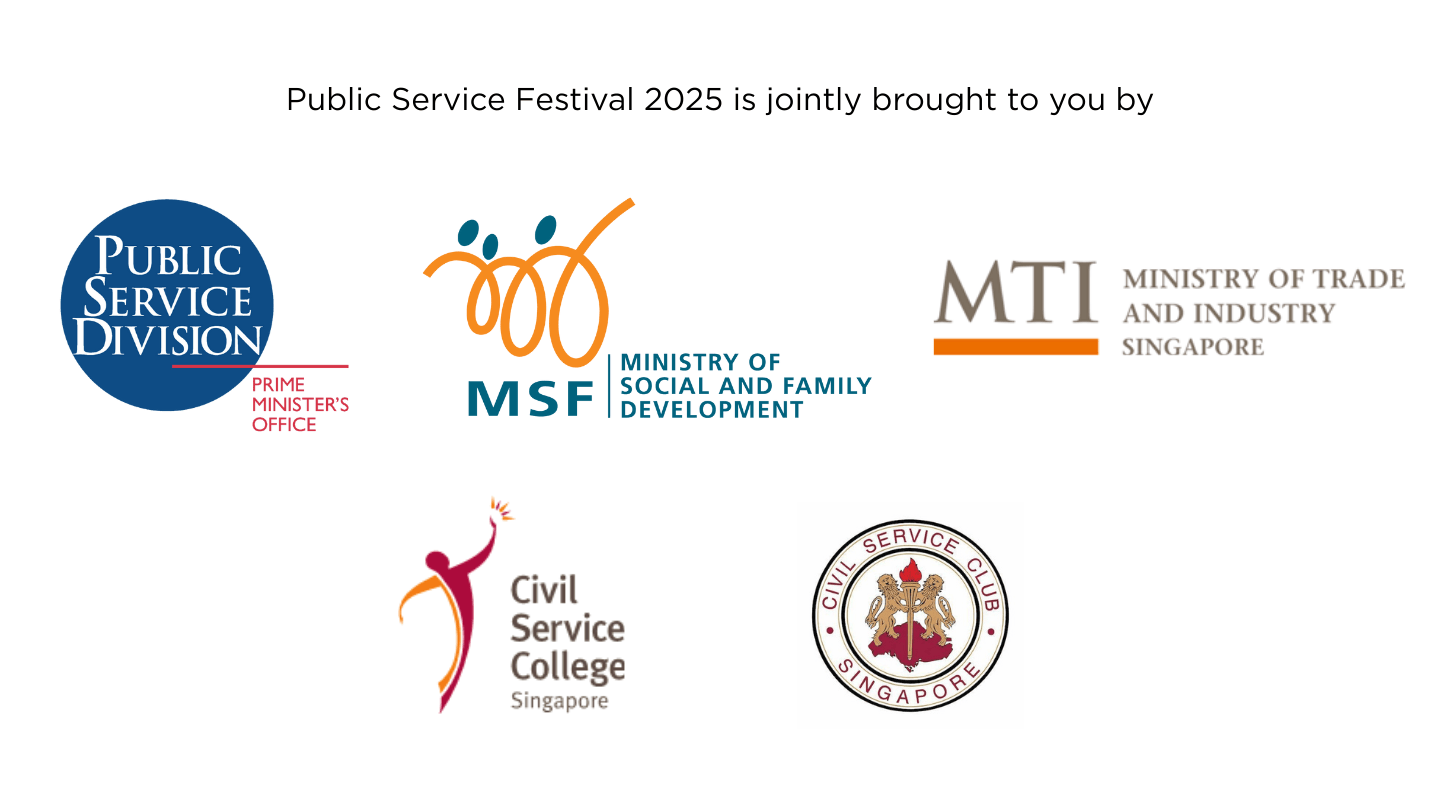 Public Service Festival 2025 is jointly brought to you by
PUBLIC
SERVICE
DIVISION
PRIME
MINISTER'S
OFFICE
MSF
MINISTRY OF
SOCIAL AND FAMILY
DEVELOPMENT
MTI
MINISTRY OF TRADE
AND INDUSTRY
SINGAPORE
Civil
Service
College
Singapore
CIVIL SERVICE CLUB
• SINGAPORE •